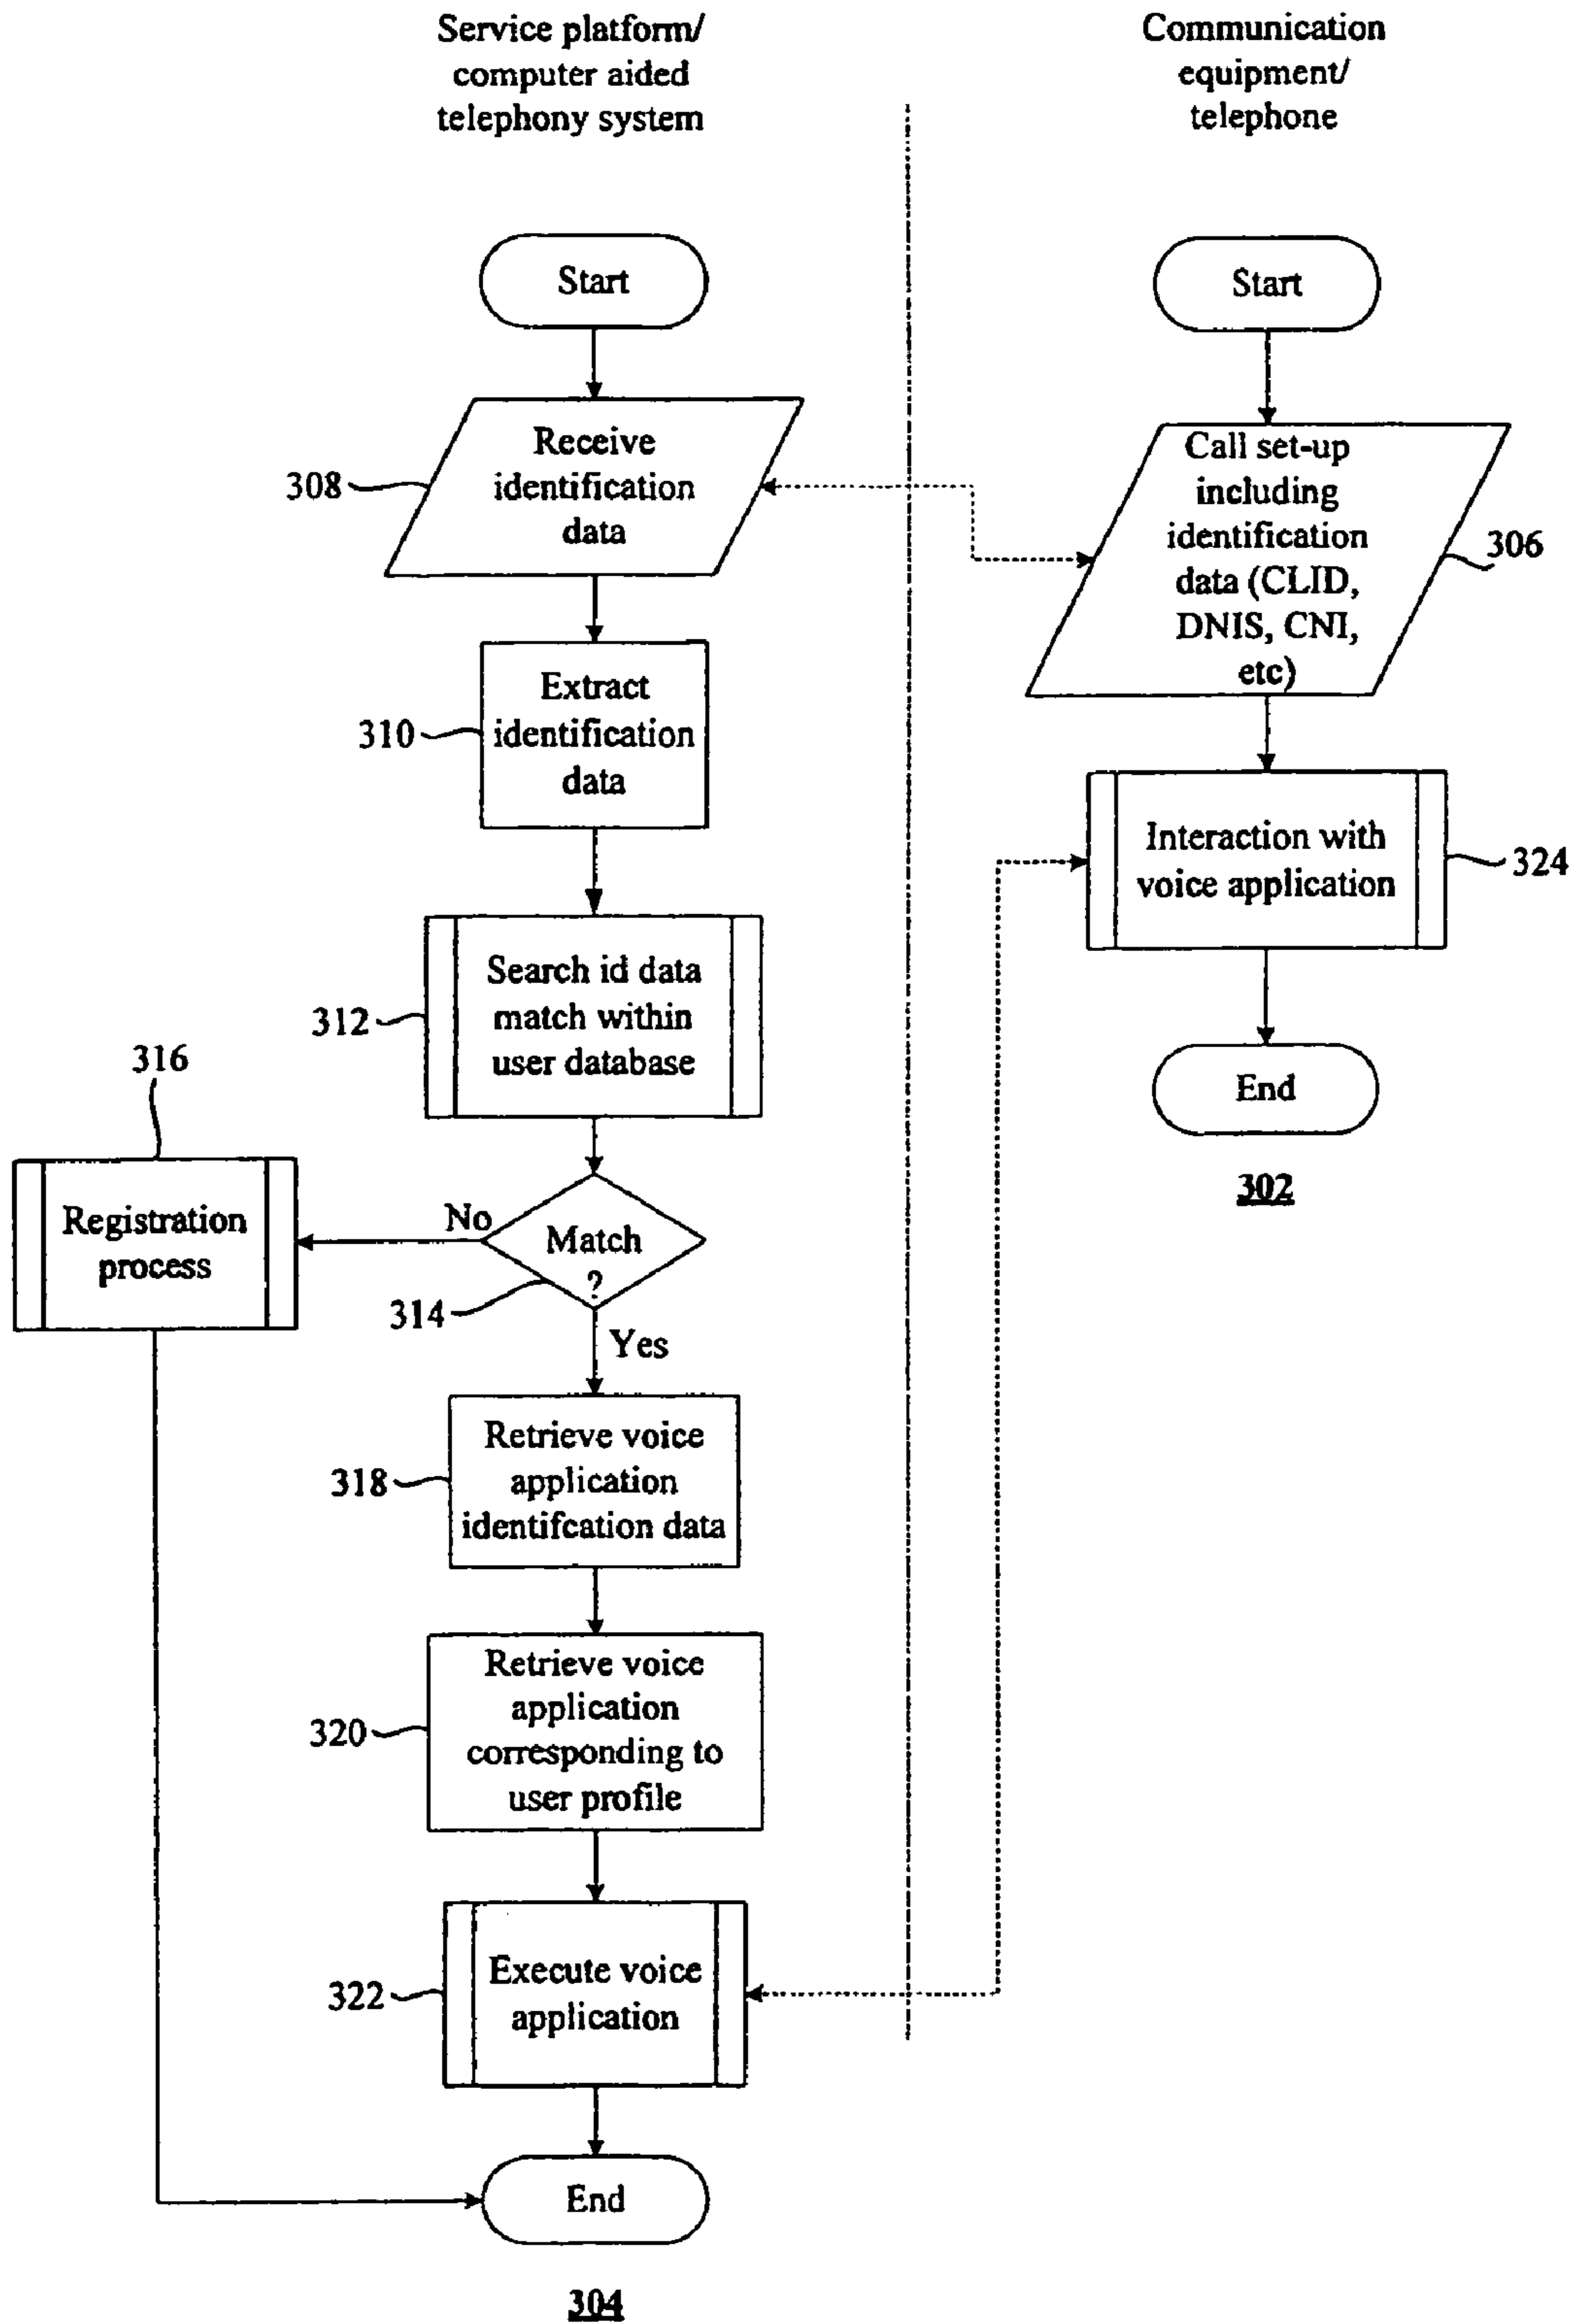 Service platform/
computer aided
telephony system
Communication
equipment/
telephone
Start
Start
308
Receive
identification
data
Call set-up
including
identification
data (CLID,
DNIS, CNI,
etc)
306
310
Extract
identification
data
Interaction with
voice application
324
312
Search id data
match within
user database
End
302
316
Registration
process
No
Match
?
314
Yes
318
Retrieve voice
application
identifcation data
320
Retrieve voice
application
corresponding to
user profile
322
Execute voice
application
End
304